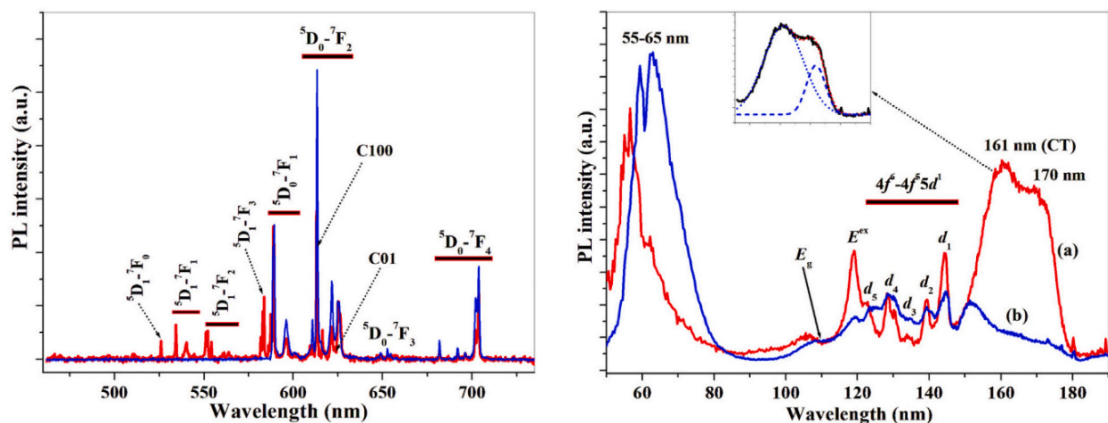 ⁵D₀-⁷F₂
C100
⁵D₀-⁷F₁
⁵D₁-⁷F₃
⁵D₀-⁷F₄
C01
⁵D₁-⁷F₀
⁵D₁-⁷F₁
⁵D₁-⁷F₂
⁵D₀-⁷F₃
PL intensity (a.u.)
500 550 600 650 700
Wavelength (nm)
55-65 nm
161 nm (CT)
170 nm
4f⁶-4f⁵5d¹
(a)
Eᵉˣ
E_g
d₅
d₄
d₃
d₂
d₁
(b)
PL intensity (a.u.)
60 80 100 120 140 160 180
Wavelength (nm)